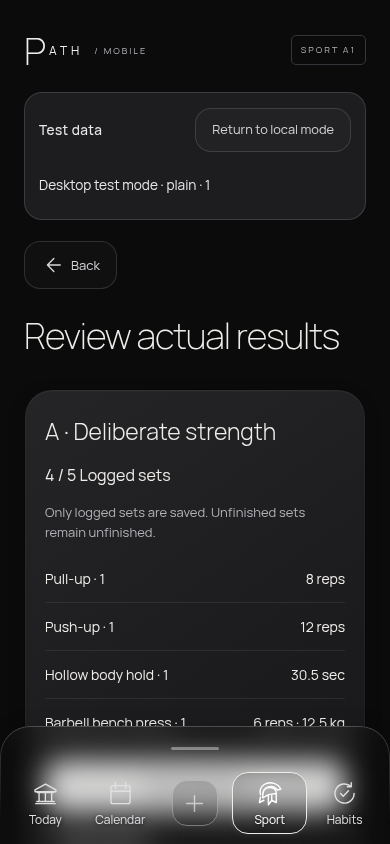 PATH / MOBILE
SPORT A1
Test data
Return to local mode
Desktop test mode · plain · 1
Back
Review actual results
A · Deliberate strength
4 / 5 Logged sets
Only logged sets are saved. Unfinished sets
remain unfinished.
Pull-up · 1 8 reps
Push-up · 1 12 reps
Hollow body hold · 1 30.5 sec
Barbell bench press · 1 6 reps · 12.5 kg
Today Calendar Sport Habits